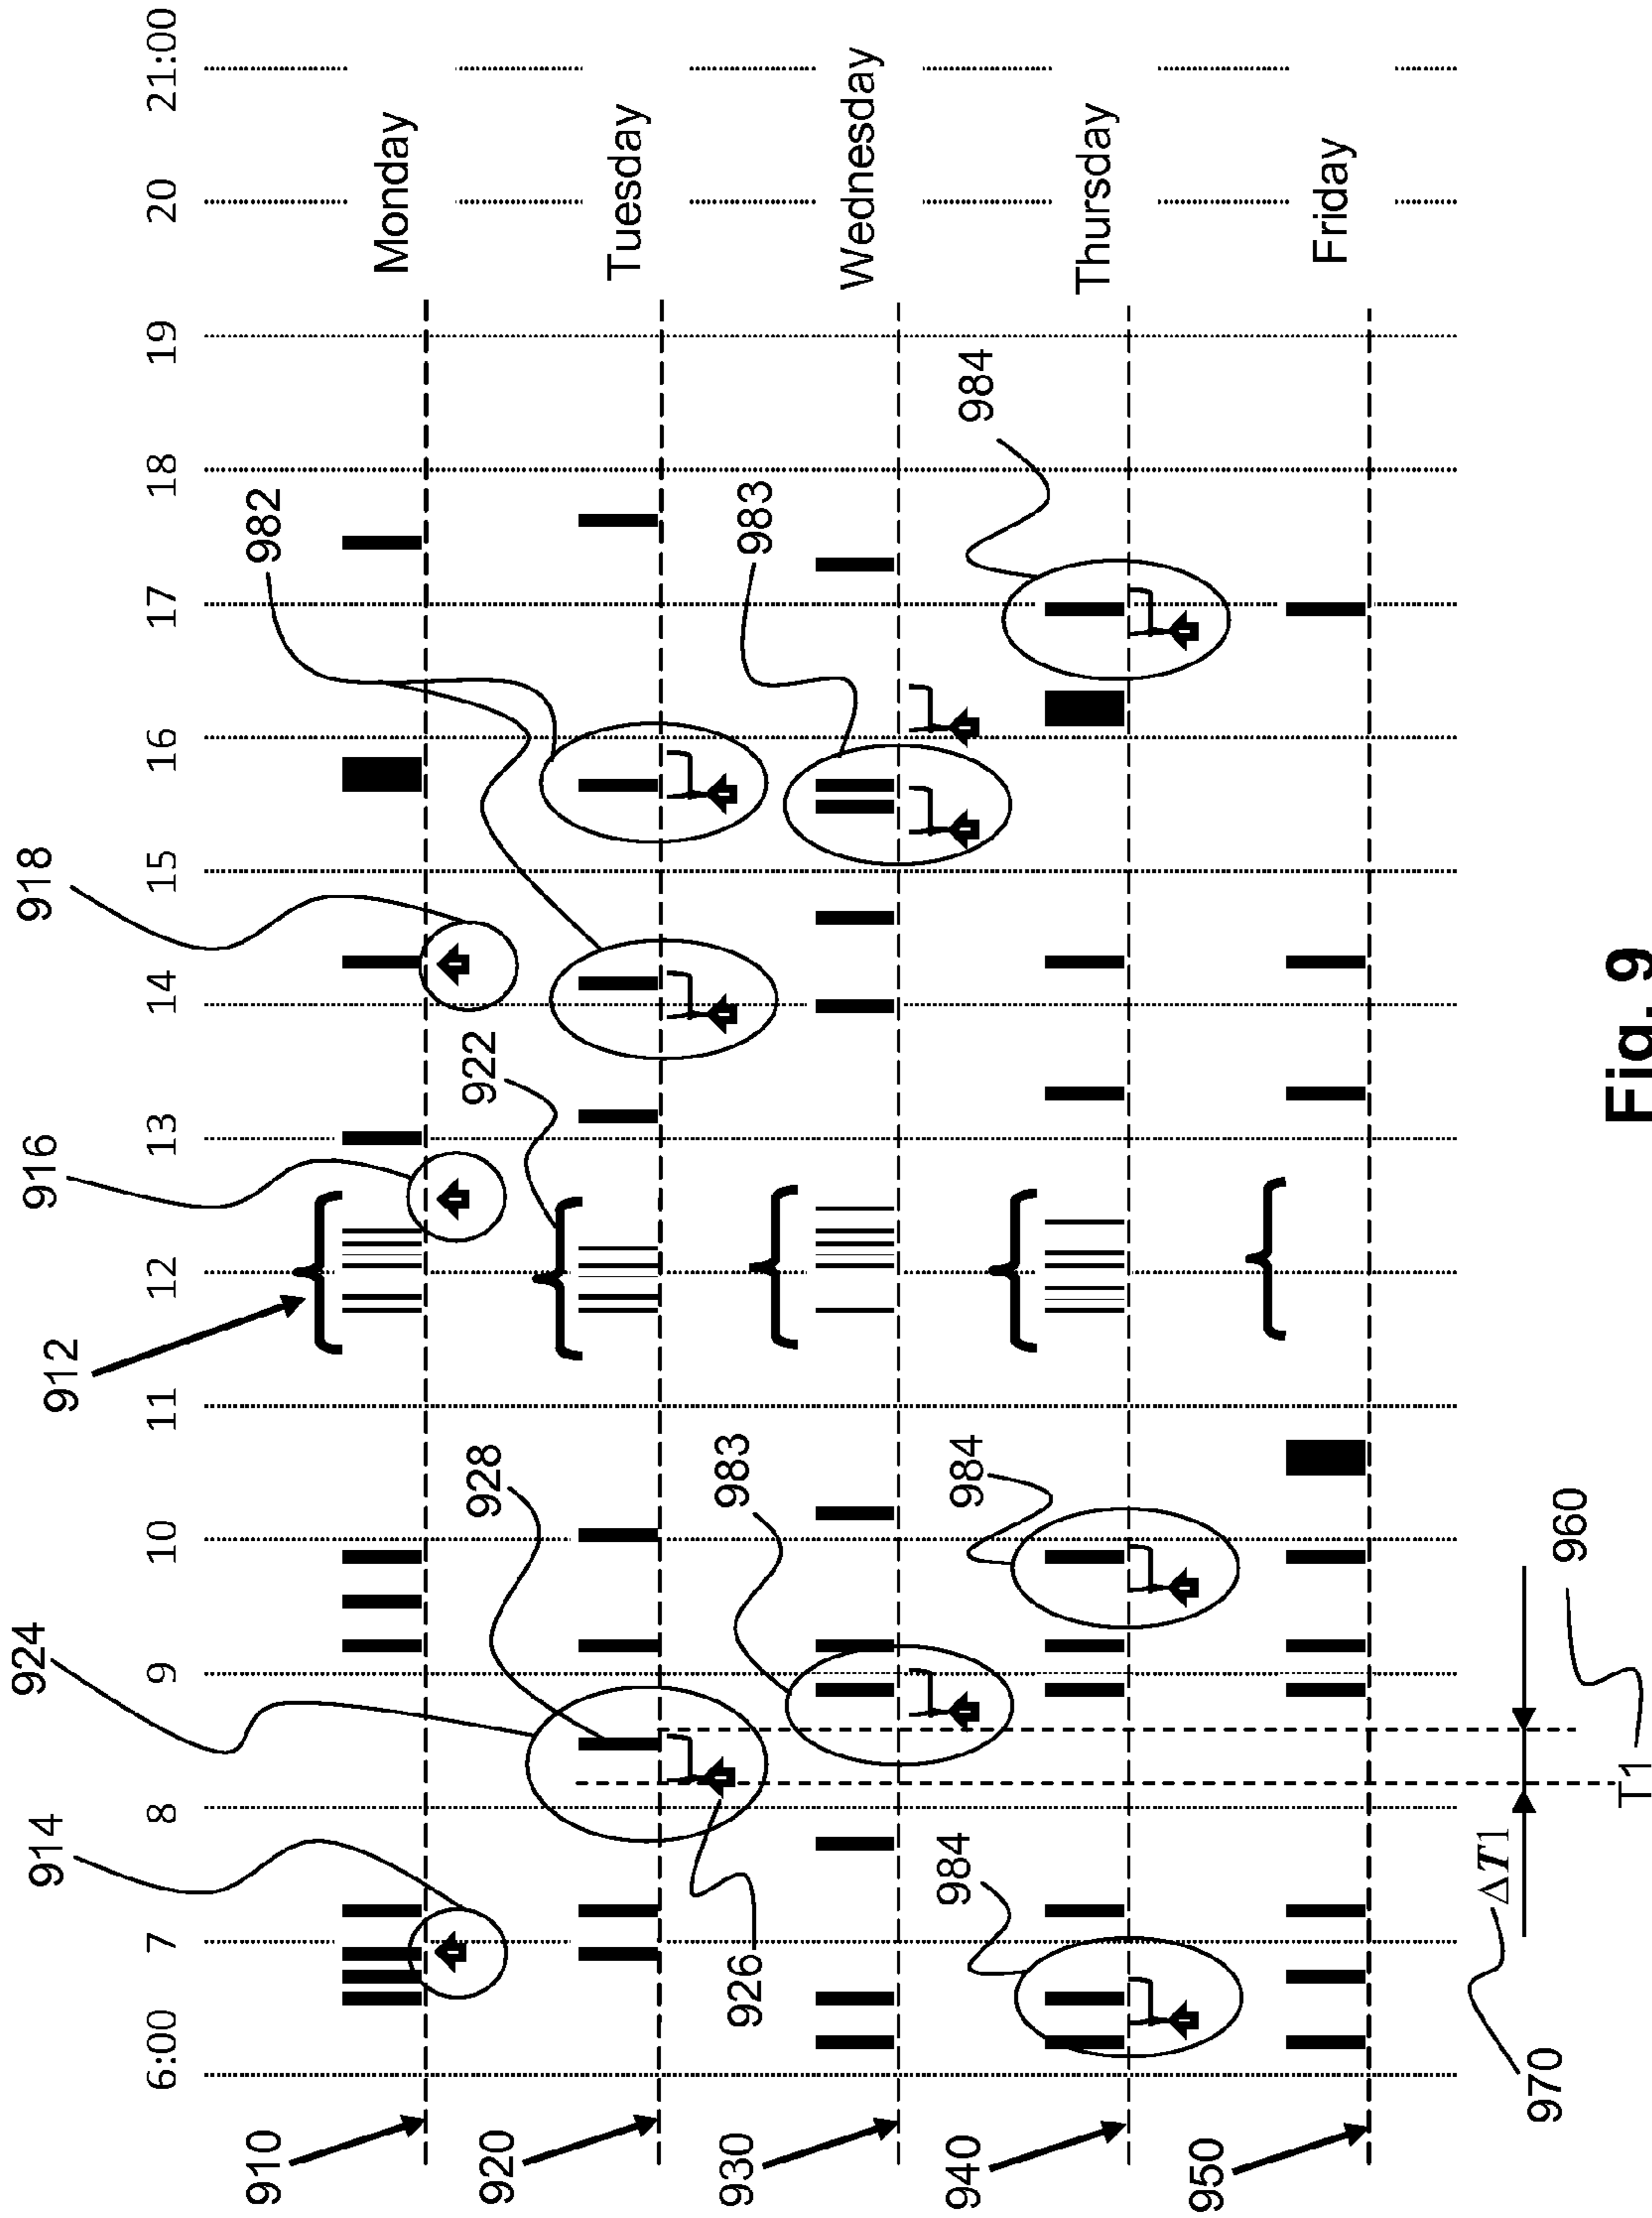 914
924
912
916
918
6:00 7 8 9 10 11 12 13 14 15 16 17 18 19 20 21:00
910
982
Monday
920
928
922
Tuesday
930
926
983
983
Wednesday
940
984
984
984
Thursday
950
Friday
970
ΔT1
960
T1
Fig. 9